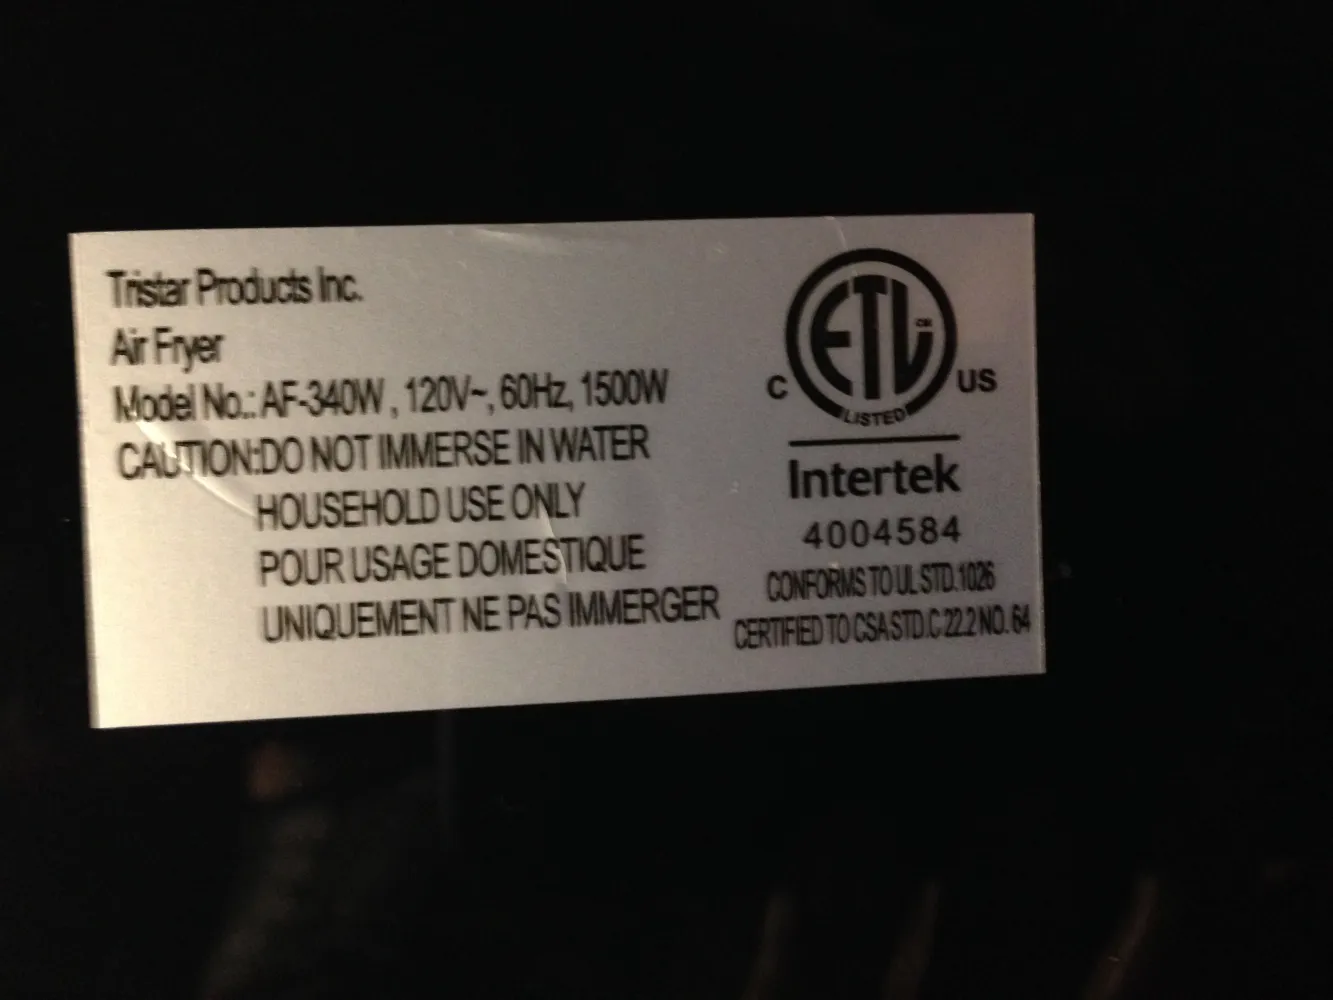 Tristar Products Inc.
Air Fryer
Model No.: AF-340W , 120V~, 60Hz, 1500W
CAUTION:DO NOT IMMERSE IN WATER
HOUSEHOLD USE ONLY
POUR USAGE DOMESTIQUE
UNIQUEMENT NE PAS IMMERGER
ETL
CM
LISTED
C
US
Intertek
4004584
CONFORMS TO UL STD.1026
CERTIFIED TO CSA STD.C 22.2 NO. 64